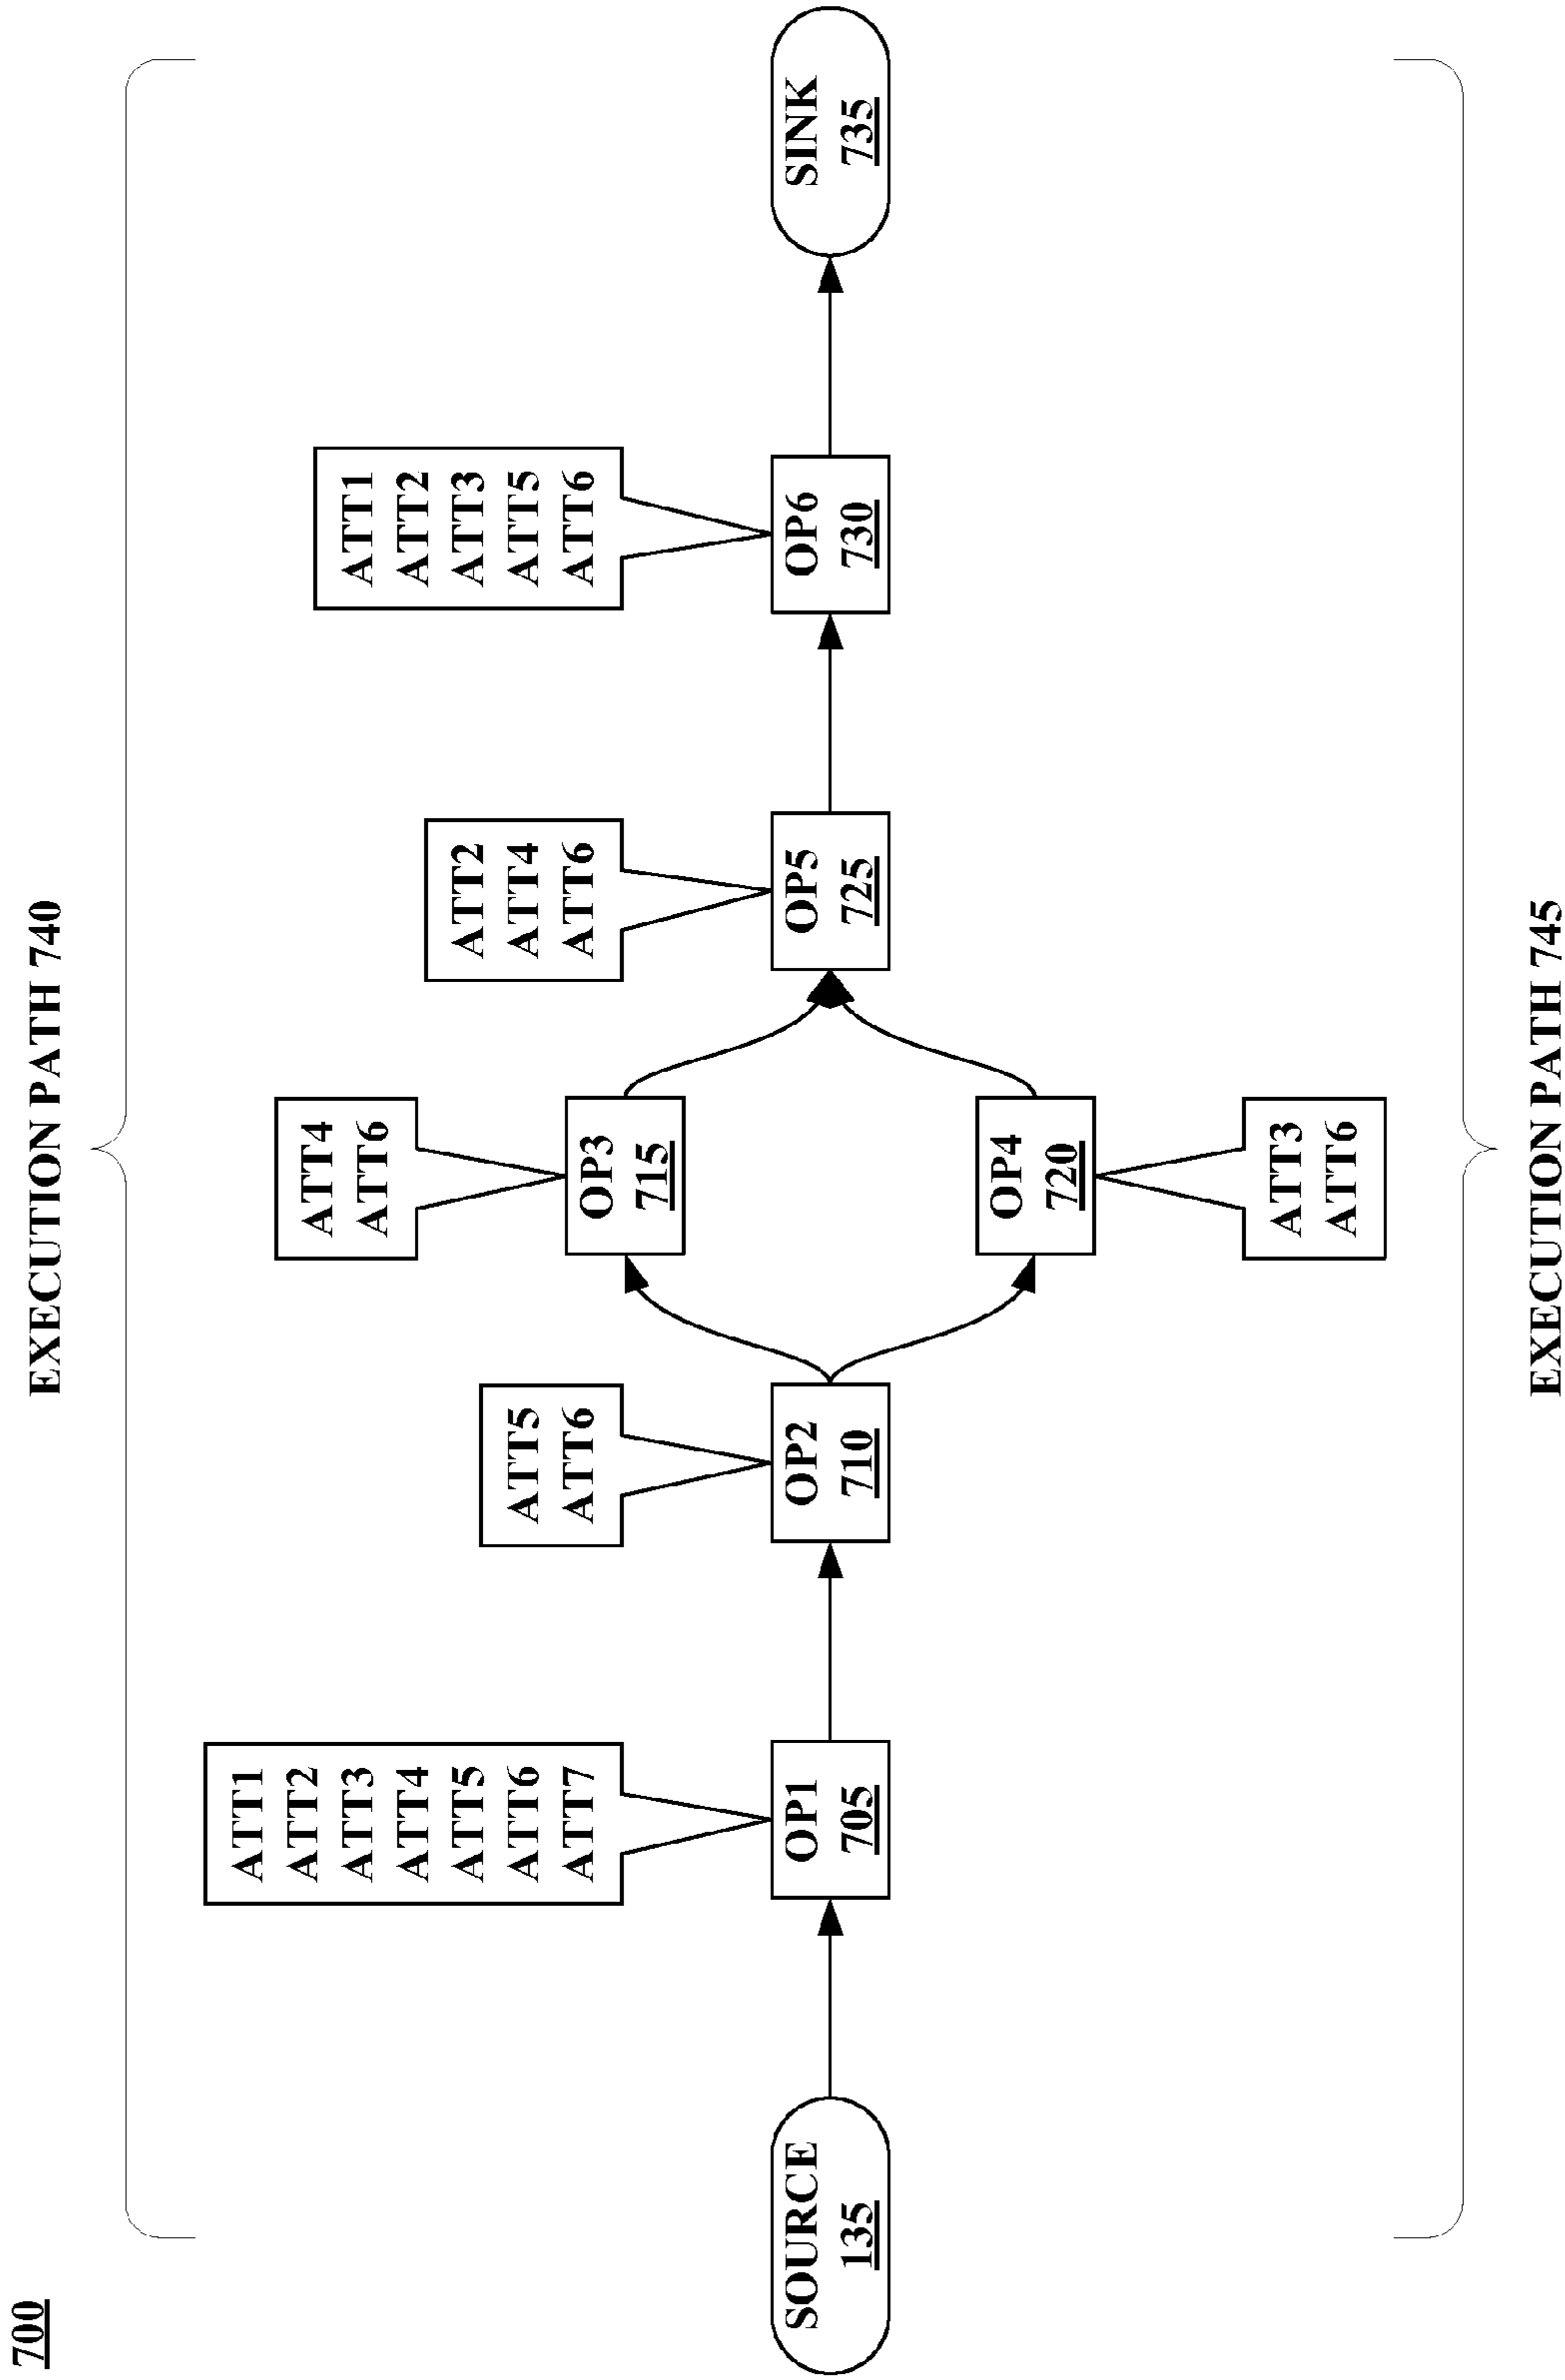 700
EXECUTION PATH 740
ATT1
ATT2
ATT3
ATT4
ATT5
ATT6
ATT7
ATT5
ATT6
ATT4
ATT6
ATT2
ATT4
ATT6
ATT1
ATT2
ATT3
ATT5
ATT6
SOURCE
135
OP1
705
OP2
710
OP3
715
OP4
720
OP5
725
OP6
730
SINK
735
ATT3
ATT6
EXECUTION PATH 745